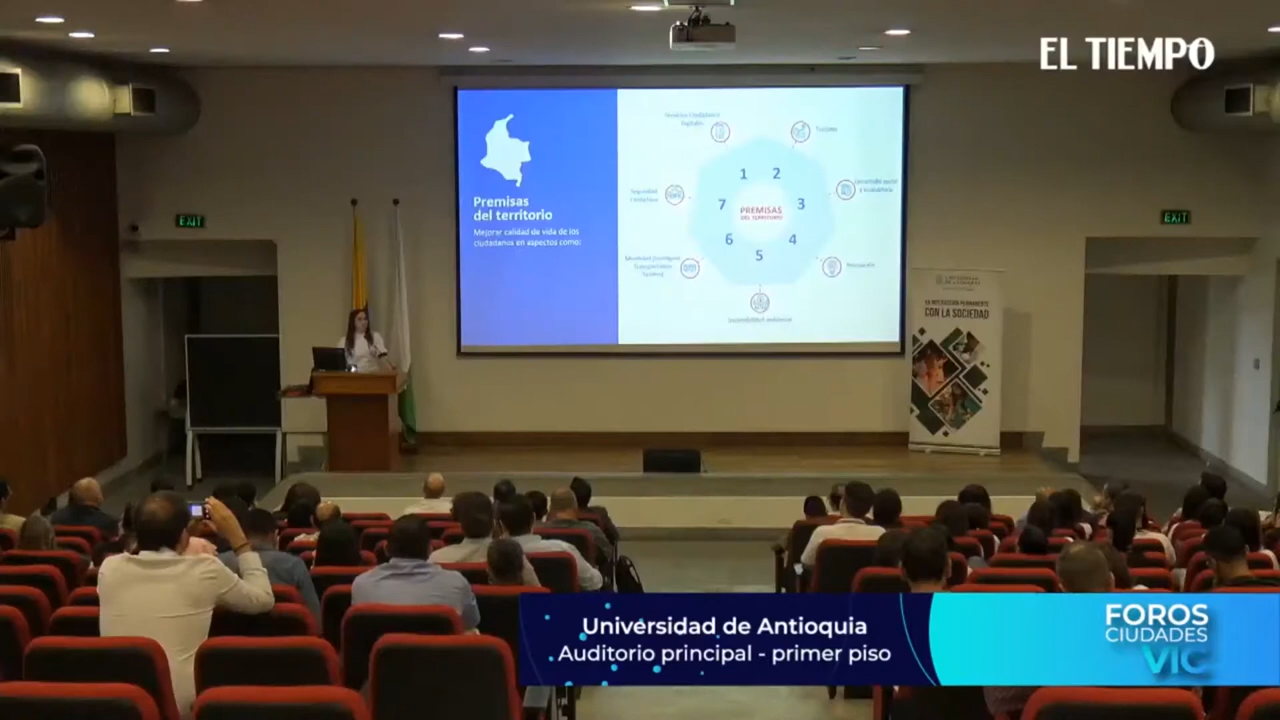 EL TIEMPO
EXIT
EXIT
Premisas
del territorio
Mejorar calidad de vida de los
ciudadanos en aspectos como:
Turismo
1
2
3
4
5
6
7
PREMISAS
DEL TERRITORIO
Seguridad
Ciudadana
CON LA SOCIEDAD
Universidad de Antioquia
Auditorio principal - primer piso
FOROS
CIUDADES
VIC